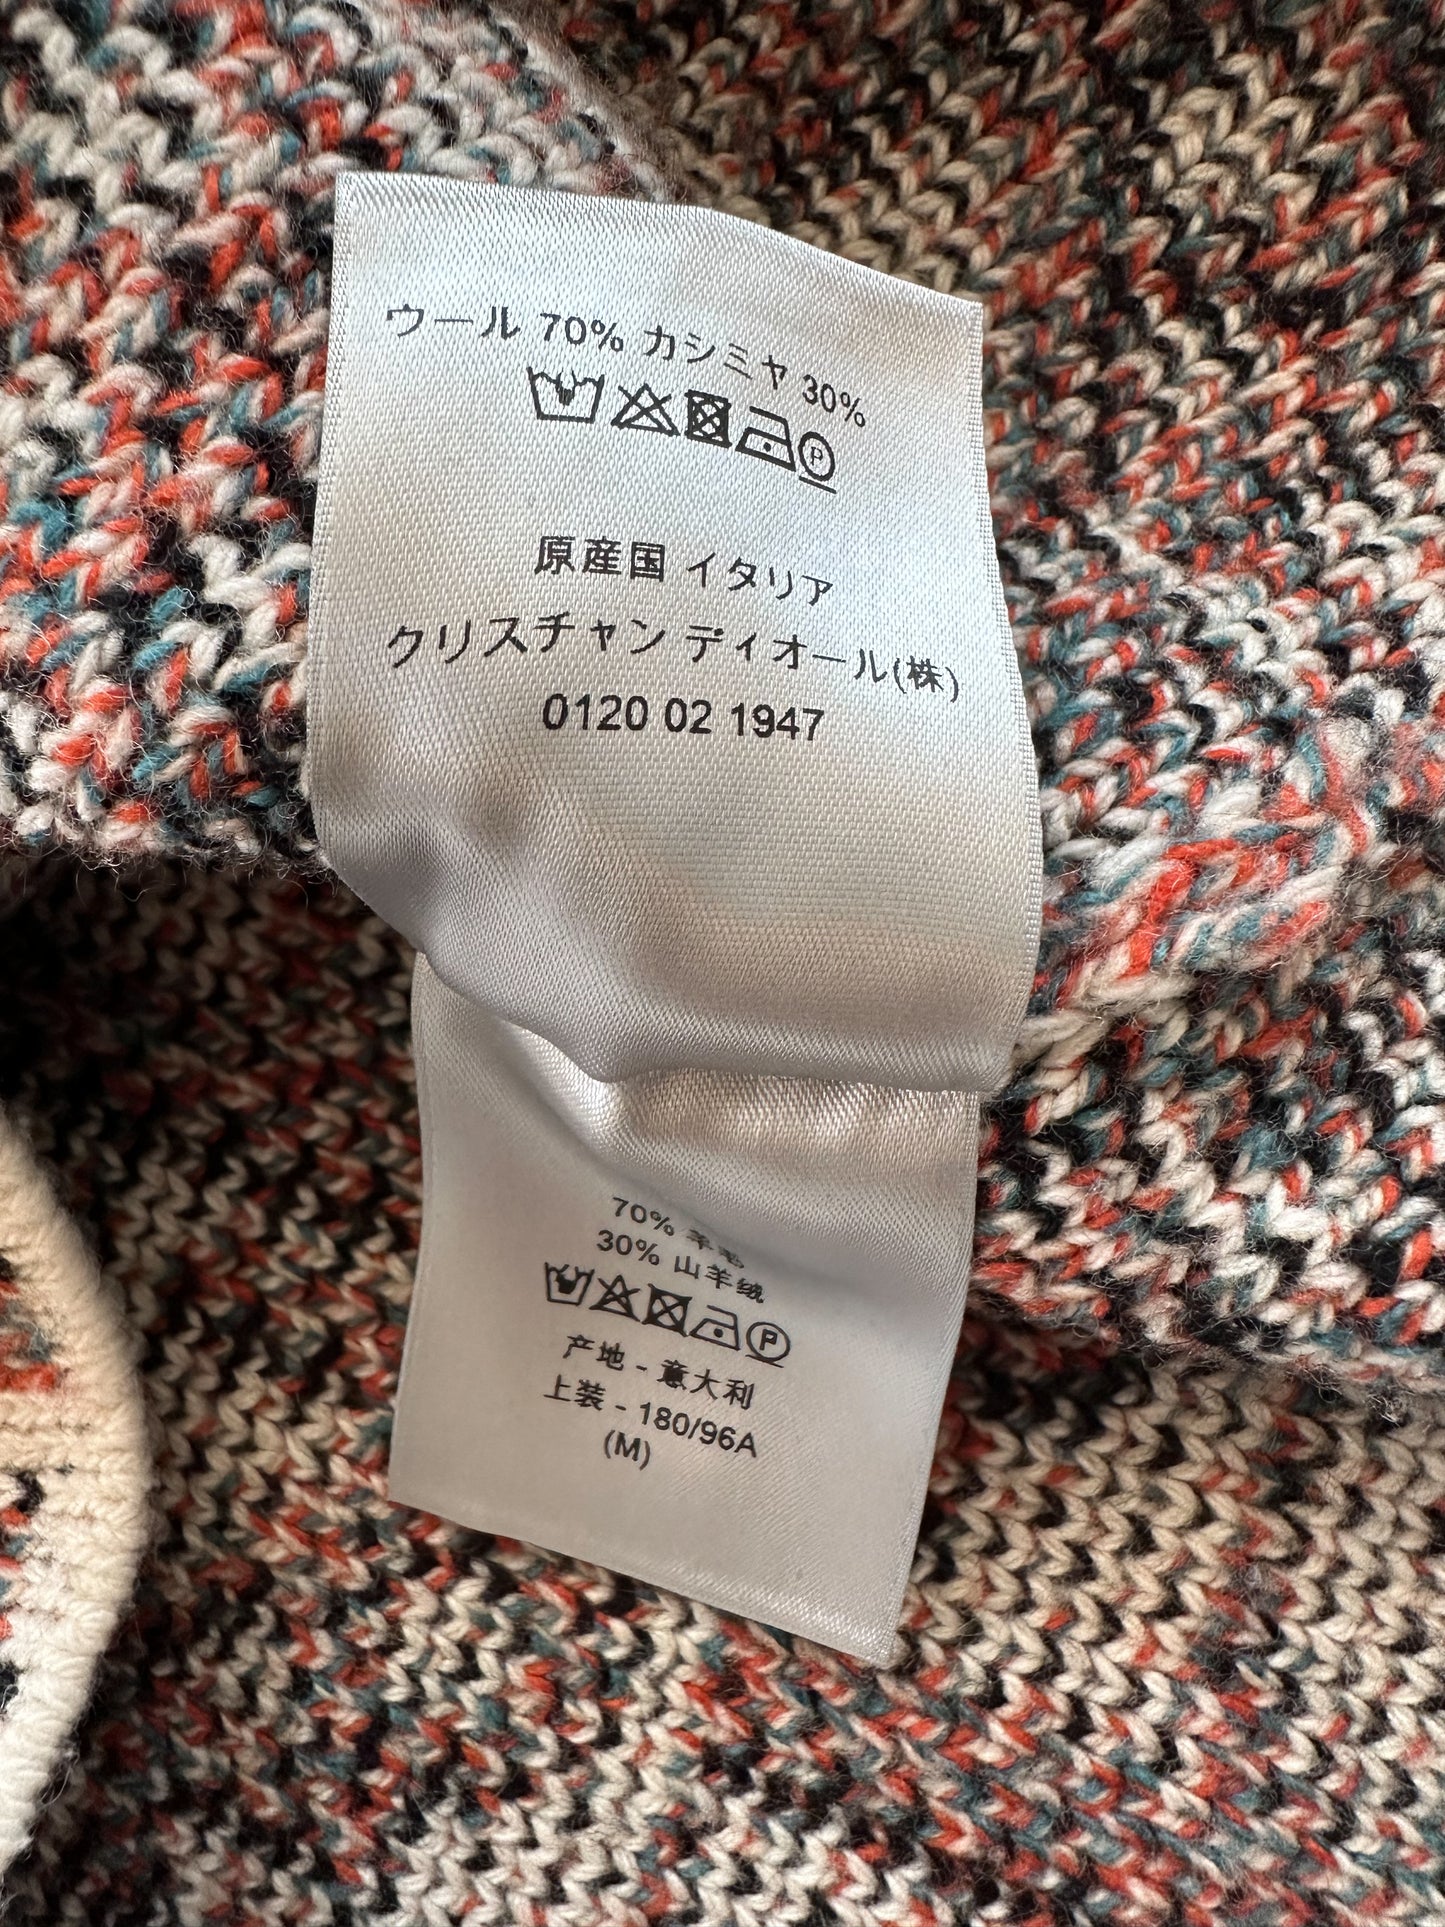 ウール 70% カシミヤ 30%
P
原産国 イタリア
クリスチャン ディオール(株)
0120 02 1947
70% 羊毛
30% 山羊绒
P
产地 - 意大利
上装 - 180/96A
(M)